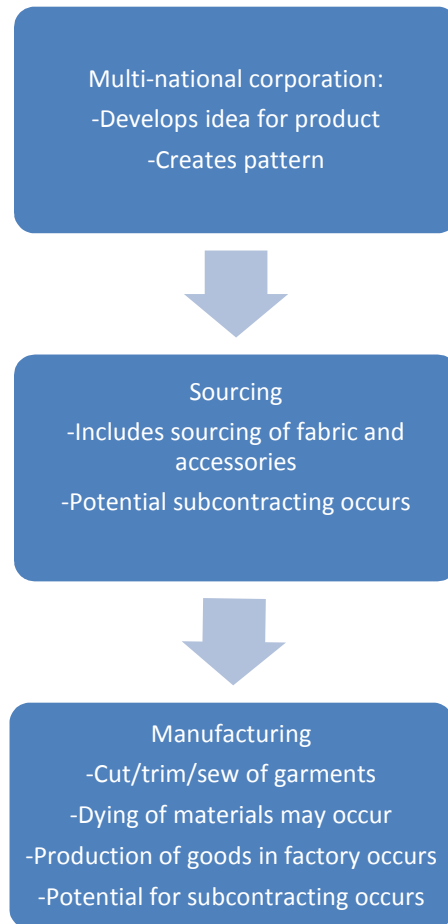 Multi-national corporation:
-Develops idea for product
-Creates pattern
Sourcing
-Includes sourcing of fabric and
accessories
-Potential subcontracting occurs
Manufacturing
-Cut/trim/sew of garments
-Dying of materials may occur
-Production of goods in factory occurs
-Potential for subcontracting occurs